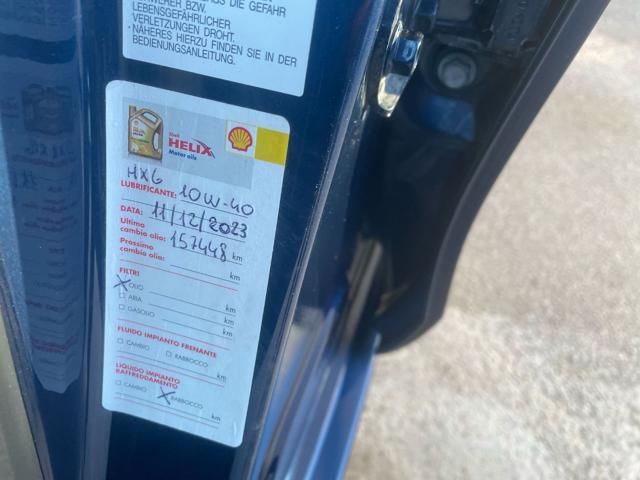 WERER BZW.
LEBENSGEFÄHRLICHER
VERLETZUNGEN DROHT.
• NÄHERES HIERZU FINDEN SIE IN DER
BEDIENUNGSANLEITUNG.
Shell
HELIX
Motor oils
HX6
LUBRIFICANTE: 10W-40
DATA: 11/12/2023
Ultimo
cambio olio: 157448 km
Prossimo
cambio olio: km
FILTRI
X OLIO km
ARIA km
GASOLIO km
FLUIDO IMPIANTO FRENANTE
CAMBIO RABBOCCO
km
LIQUIDO IMPIANTO
RAFFREDDAMENTO
CAMBIO X RABBOCCO
km